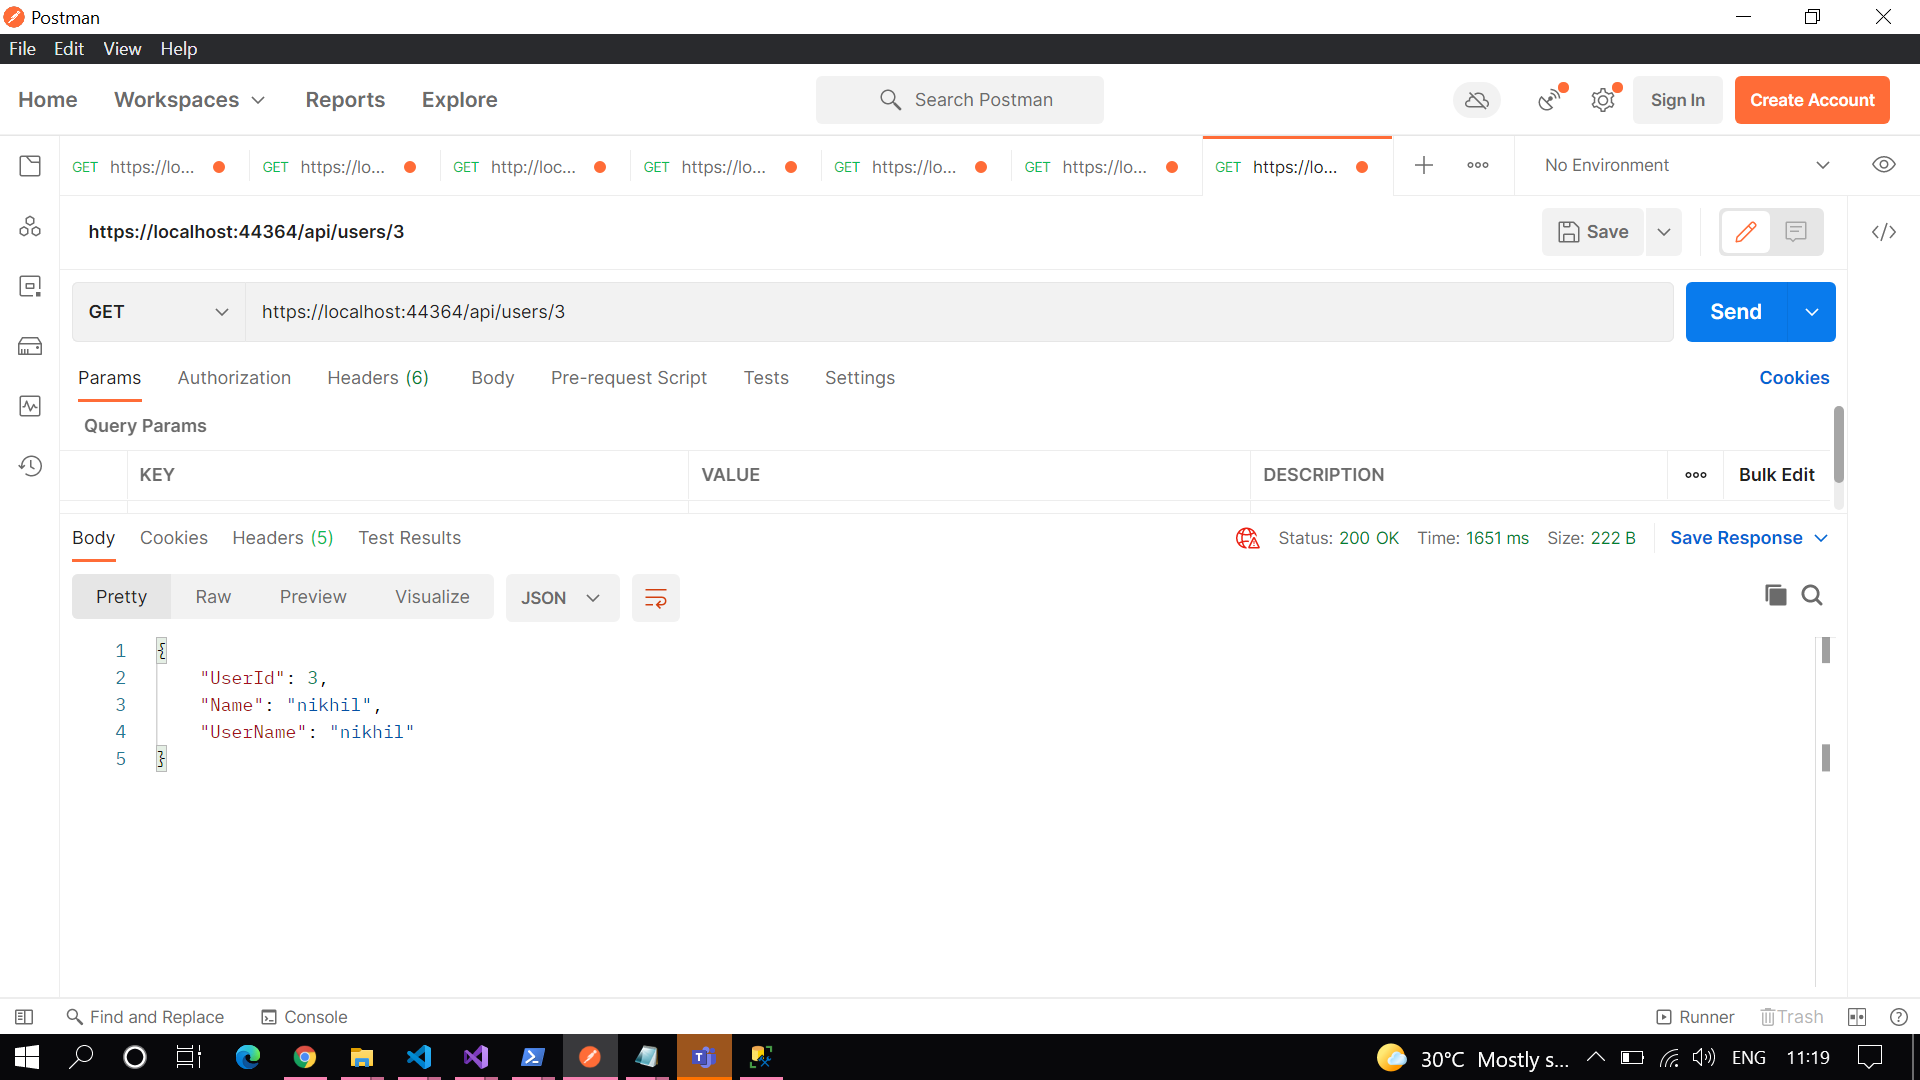 Postman
File Edit View Help
Home Workspaces Reports Explore Search Postman Sign In Create Account
GET https://lo... GET https://lo... GET http://loc... GET https://lo... GET https://lo... GET https://lo... GET https://lo... No Environment
https://localhost:44364/api/users/3 Save
GET https://localhost:44364/api/users/3 Send
Params Authorization Headers (6) Body Pre-request Script Tests Settings Cookies
Query Params
KEY VALUE DESCRIPTION Bulk Edit
Body Cookies Headers (5) Test Results Status: 200 OK Time: 1651 ms Size: 222 B Save Response
Pretty Raw Preview Visualize JSON
1 {
2 "UserId": 3,
3 "Name": "nikhil",
4 "UserName": "nikhil"
5 }
Find and Replace Console Runner Trash
30°C Mostly s... ENG 11:19